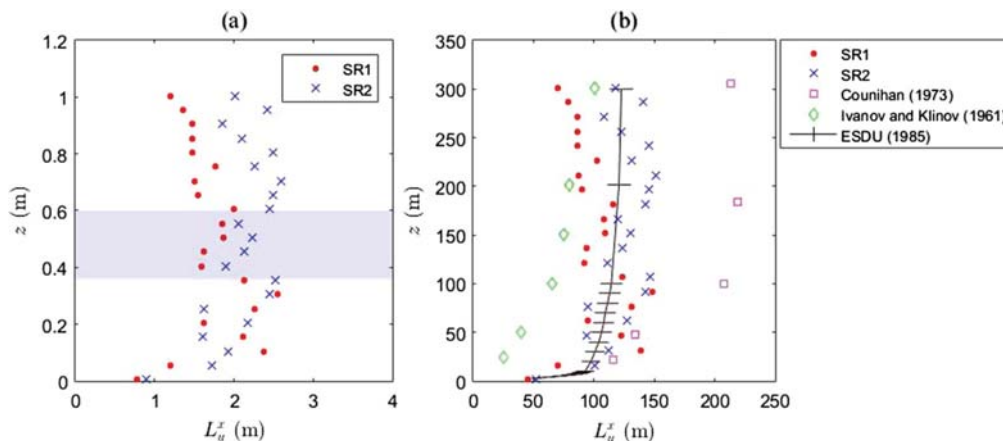 (a)
1.2
1
0.8
0.6
0.4
0.2
0
z (m)
0 1 2 3 4
L_u^x (m)
SR1
SR2
(b)
350
300
250
200
150
100
50
0
z (m)
0 50 100 150 200 250
L_u^x (m)
SR1
SR2
Counihan (1973)
Ivanov and Klinov (1961)
ESDU (1985)